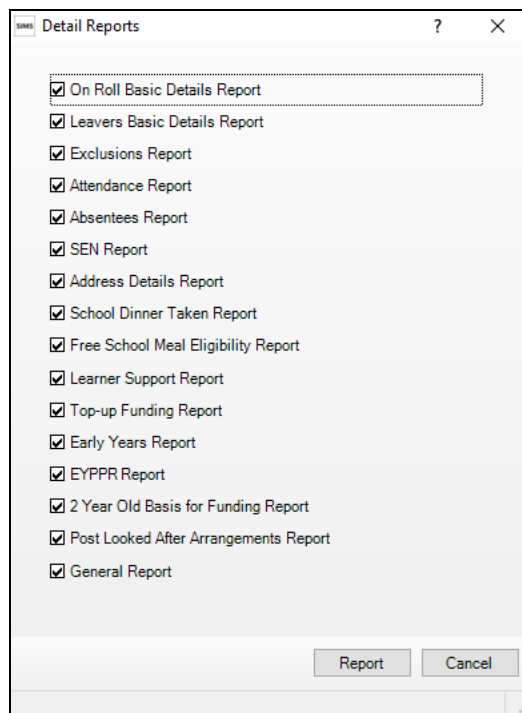 SIMS Detail Reports ? X
On Roll Basic Details Report
Leavers Basic Details Report
Exclusions Report
Attendance Report
Absentees Report
SEN Report
Address Details Report
School Dinner Taken Report
Free School Meal Eligibility Report
Learner Support Report
Top-up Funding Report
Early Years Report
EYPPR Report
2 Year Old Basis for Funding Report
Post Looked After Arrangements Report
General Report
Report Cancel